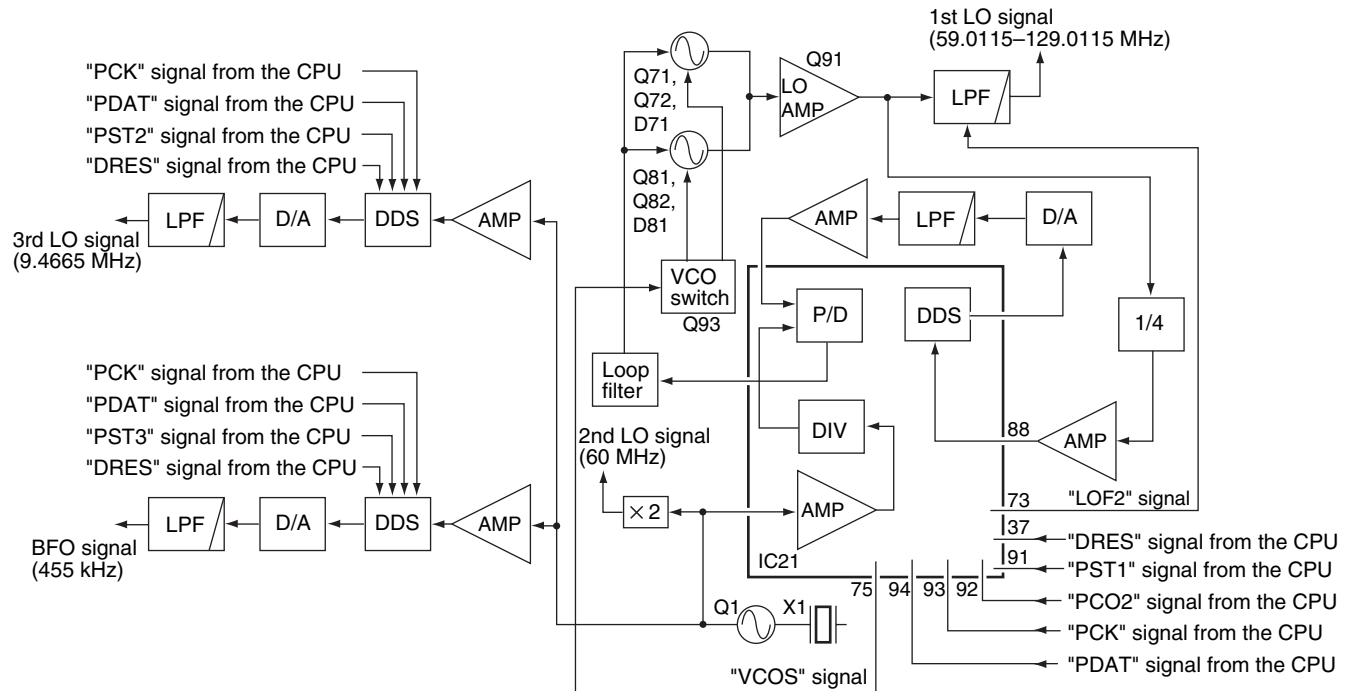 "PCK" signal from the CPU
"PDAT" signal from the CPU
"PST2" signal from the CPU
"DRES" signal from the CPU
LPF
D/A
DDS
AMP
3rd LO signal
(9.4665 MHz)
"PCK" signal from the CPU
"PDAT" signal from the CPU
"PST3" signal from the CPU
"DRES" signal from the CPU
LPF
D/A
DDS
AMP
BFO signal
(455 kHz)
1st LO signal
(59.0115–129.0115 MHz)
Q71,
Q72,
D71
Q91
LO
AMP
LPF
Q81,
Q82,
D81
AMP
LPF
D/A
VCO
switch
Q93
P/D
DDS
1/4
Loop
filter
DIV
2nd LO signal
(60 MHz)
× 2
AMP
88
AMP
IC21
73
"LOF2" signal
37
"DRES" signal from the CPU
91
"PST1" signal from the CPU
75
94
93
92
"PCO2" signal from the CPU
"PCK" signal from the CPU
"PDAT" signal from the CPU
Q1
X1
"VCOS" signal